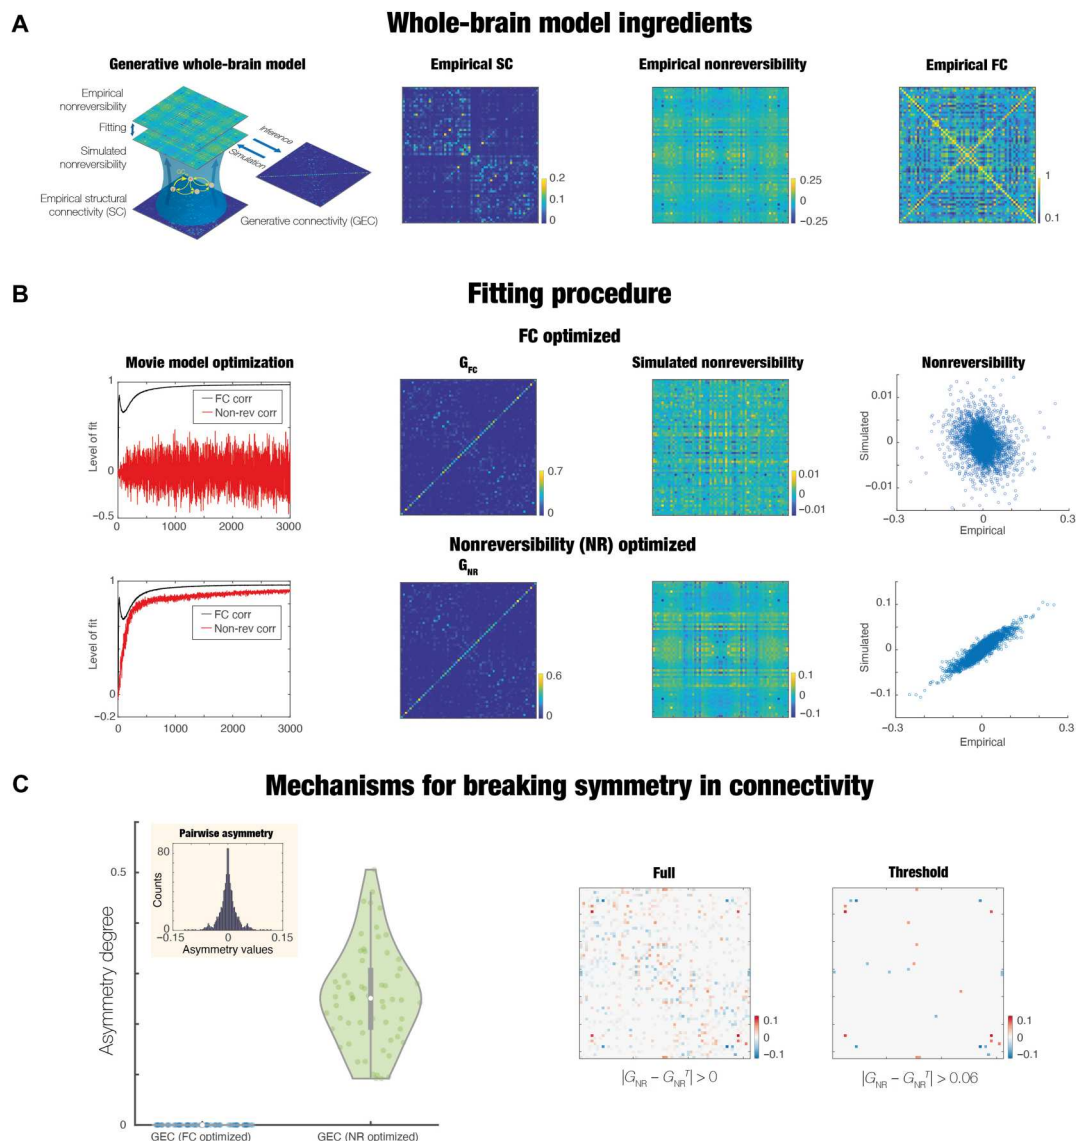 A
Whole-brain model ingredients
Generative whole-brain model
Empirical
nonreversibility
Fitting
Simulated
nonreversibility
Empirical structural
connectivity (SC)
Inference
Simulation
Generative connectivity (GEC)
Empirical SC
0.2
0.1
0
Empirical nonreversibility
0.25
0
−0.25
Empirical FC
1
0.1
B
Fitting procedure
FC optimized
Movie model optimization
Level of fit
1
0
−0.5
FC corr
Non-rev corr
0
1000
2000
3000
G_FC
0.7
0
Simulated nonreversibility
0.01
0
−0.01
Nonreversibility
Simulated
0.01
0
−0.01
−0.3
0
0.3
Empirical
Nonreversibility (NR) optimized
Level of fit
1
0
−0.2
FC corr
Non-rev corr
0
1000
2000
3000
G_NR
0.6
0
0.1
0
−0.1
Simulated
0.1
0
−0.1
−0.3
0
0.3
Empirical
C
Mechanisms for breaking symmetry in connectivity
Asymmetry degree
0.5
0
Pairwise asymmetry
Counts
80
0
−0.15
0
0.15
Asymmetry values
GEC (FC optimized)
GEC (NR optimized)
Full
0.1
0
−0.1
|G_NR − G_NR^T| > 0
Threshold
0.1
0
−0.1
|G_NR − G_NR^T| > 0.06